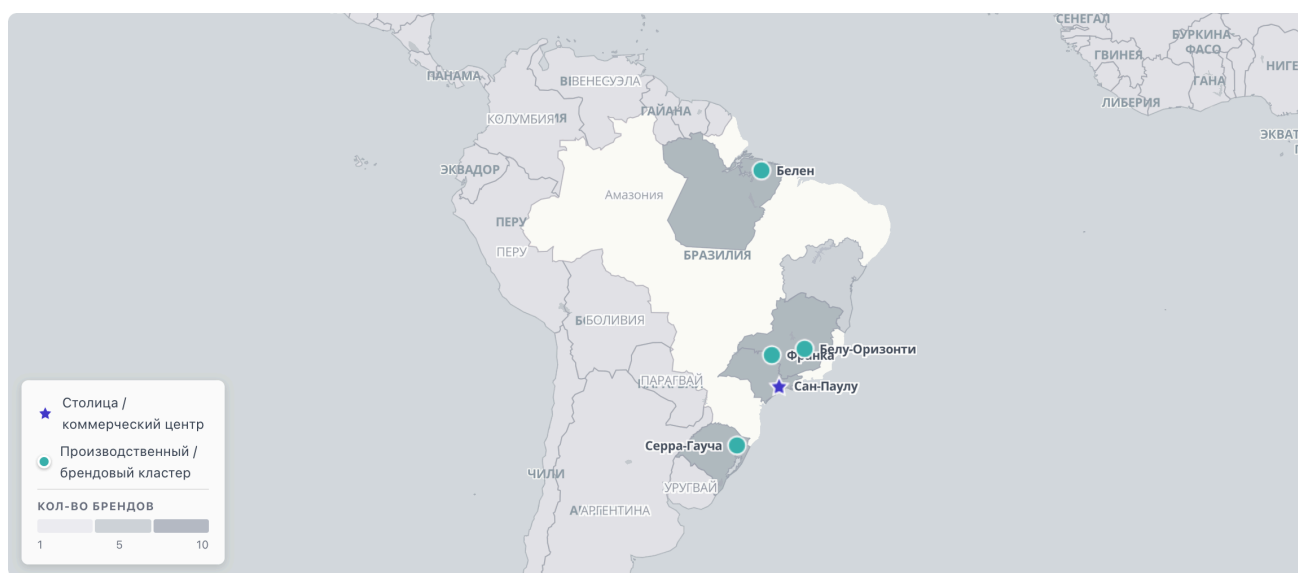 СЕНЕГАЛ
БУРКИНА-
ФАСО
ГВИНЕЯ
НИГЕ
ГАНА
ЛИБЕРИЯ
ЭКВАТ
ПАНАМА
ВЕНЕСУЭЛА
ГАЙАНА
КОЛУМБИЯ
ЭКВАДОР
Белен
Амазония
ПЕРУ
ПЕРУ
БРАЗИЛИЯ
БОЛИВИЯ
Белу-Оризонти
Франка
ПАРАГВАЙ
Сан-Паулу
Серра-Гауча
ЧИЛИ
УРУГВАЙ
АРГЕНТИНА
Столица /
коммерческий центр
Производственный /
брендовый кластер
КОЛ-ВО БРЕНДОВ
1 5 10